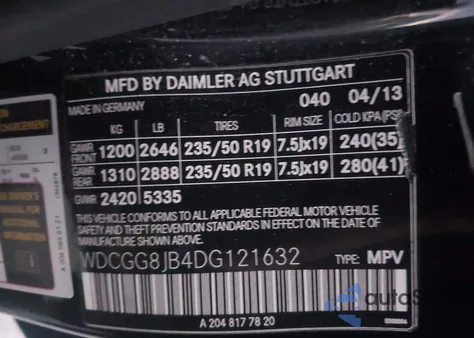 MFD BY DAIMLER AG STUTTGART
MADE IN GERMANY 040 04/13
KG LB TIRES RIM SIZE COLD KPA (PSI
GAWR FRONT 1200 2646 235/50 R19 7.5Jx19 240(35)
GAWR REAR 1310 2888 235/50 R19 7.5Jx19 280(41)
GVWR 2420 5335
THIS VEHICLE CONFORMS TO ALL APPLICABLE FEDERAL MOTOR VEHICLE
SAFETY AND THEFT PREVENTION STANDARDS IN EFFECT ON THE DATE
OF MANUFACTURE SHOWN ABOVE.
WDCGG8JB4DG121632 TYPE: MPV
A 204 817 78 20